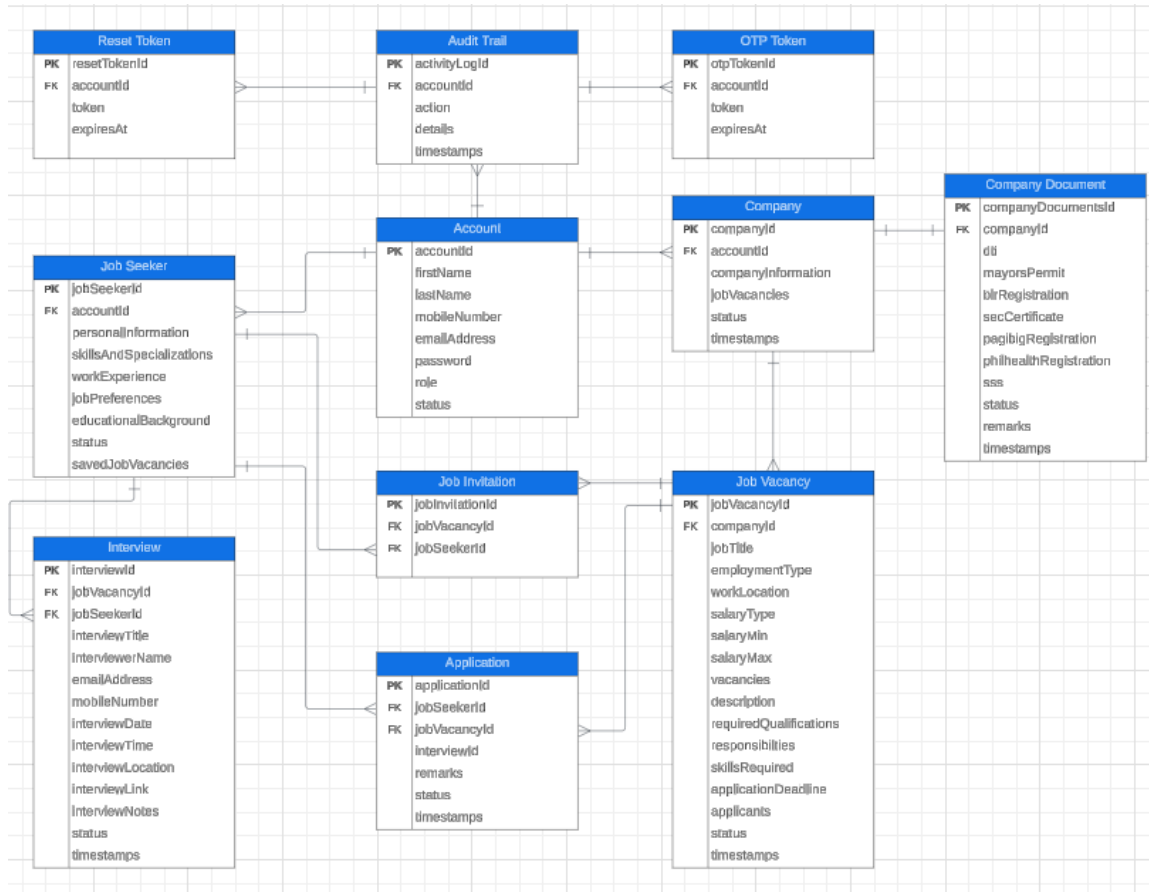 Reset Token
PK resetTokenId
FK accountId
token
expiresAt
Audit Trail
PK activityLogId
FK accountId
action
details
timestamps
OTP Token
PK otpTokenId
FK accountId
token
expiresAt
Company Document
PK companyDocumentsId
FK companyId
dti
mayorsPermit
birRegistration
secCertificate
pagibigRegistration
philhealthRegistration
sss
status
remarks
timestamps
Company
PK companyId
FK accountId
companyInformation
jobVacancies
status
timestamps
Account
PK accountId
firstName
lastName
mobileNumber
emailAddress
password
role
status
Job Seeker
PK jobSeekerId
FK accountId
personalInformation
skillsAndSpecializations
workExperience
jobPreferences
educationalBackground
status
savedJobVacancies
Job Invitation
PK jobInvitationId
FK jobVacancyId
FK jobSeekerId
Job Vacancy
PK jobVacancyId
FK companyId
jobTitle
employmentType
workLocation
salaryType
salaryMin
salaryMax
vacancies
description
requiredQualifications
responsibilties
skillsRequired
applicationDeadline
applicants
status
timestamps
Interview
PK interviewId
FK jobVacancyId
FK jobSeekerId
interviewTitle
interviewerName
emailAddress
mobileNumber
interviewDate
interviewTime
interviewLocation
interviewLink
interviewNotes
status
timestamps
Application
PK applicationId
FK jobSeekerId
FK jobVacancyId
interviewId
remarks
status
timestamps